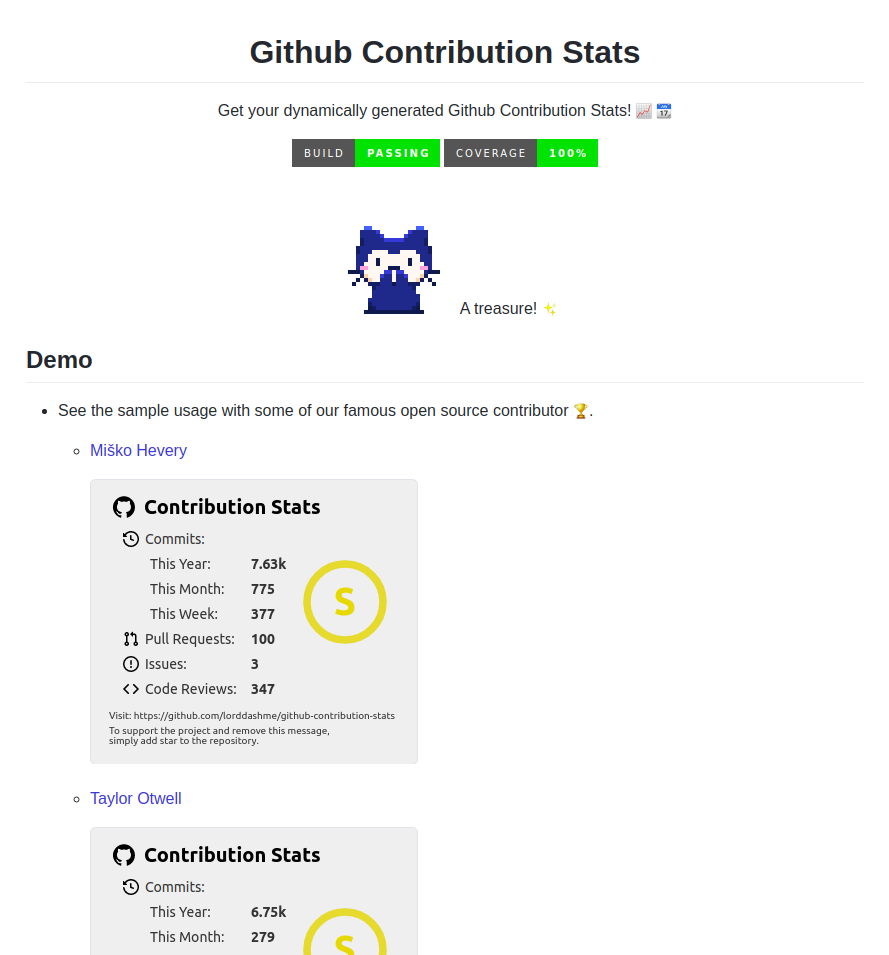 Github Contribution Stats
Get your dynamically generated Github Contribution Stats! 📈 📆
BUILD PASSING COVERAGE 100%
A treasure! ✨
Demo
See the sample usage with some of our famous open source contributor 🏆.
Miško Hevery
Contribution Stats
Commits:
This Year: 7.63k
This Month: 775
This Week: 377
S
Pull Requests: 100
Issues: 3
Code Reviews: 347
Visit: https://github.com/lorddashme/github-contribution-stats
To support the project and remove this message,
simply add star to the repository.
Taylor Otwell
Contribution Stats
Commits:
This Year: 6.75k
This Month: 279
S